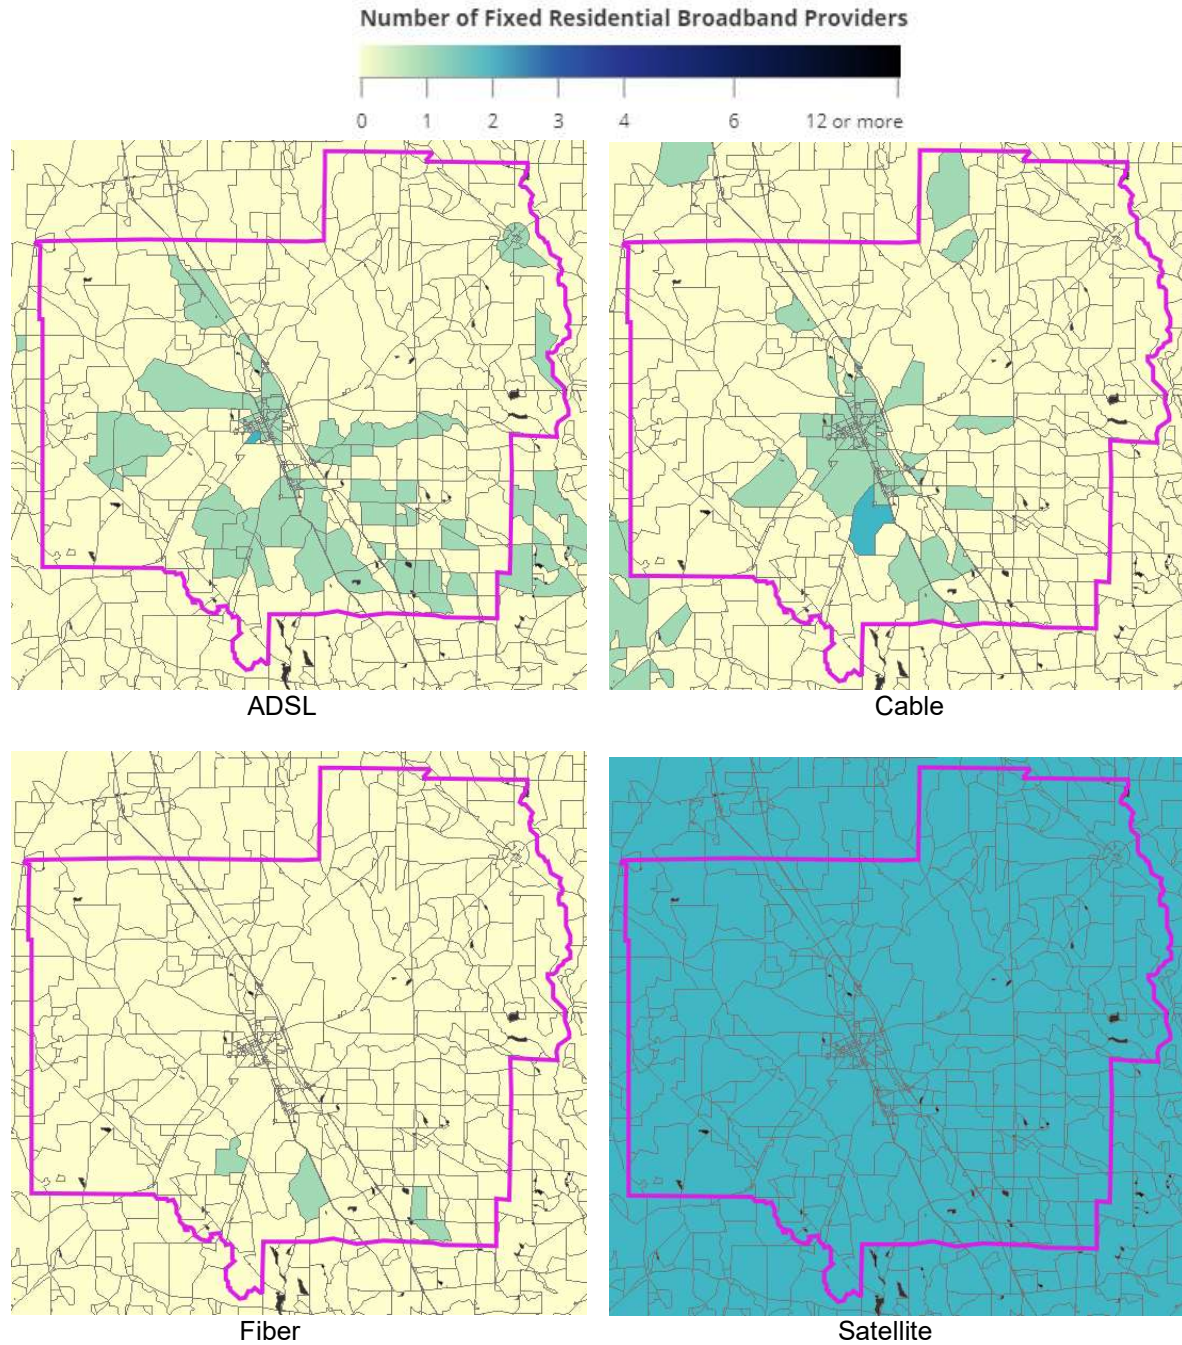 Number of Fixed Residential Broadband Providers
0 1 2 3 4 6 12 or more
ADSL Cable
Fiber Satellite